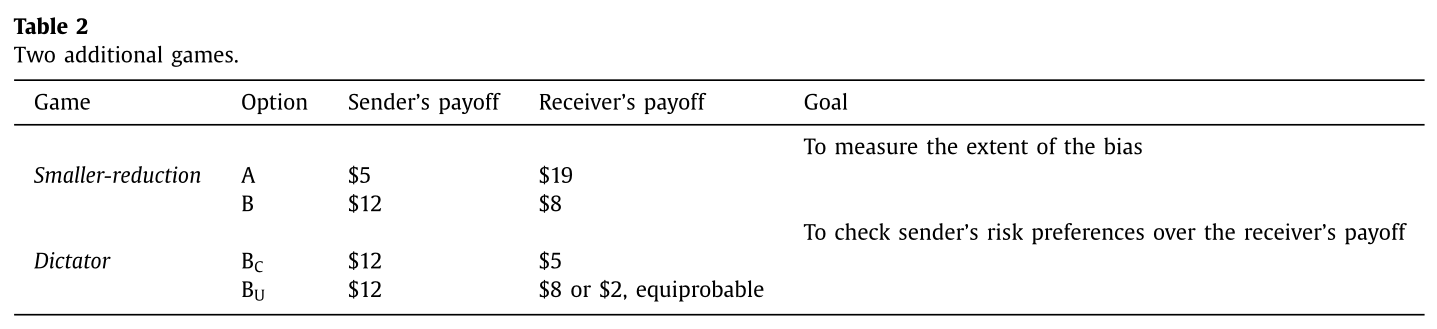 Table 2
Two additional games.
Game Option Sender's payoff Receiver's payoff Goal
To measure the extent of the bias
Smaller-reduction A $5 $19
B $12 $8
To check sender's risk preferences over the receiver's payoff
Dictator BC $12 $5
BU $12 $8 or $2, equiprobable